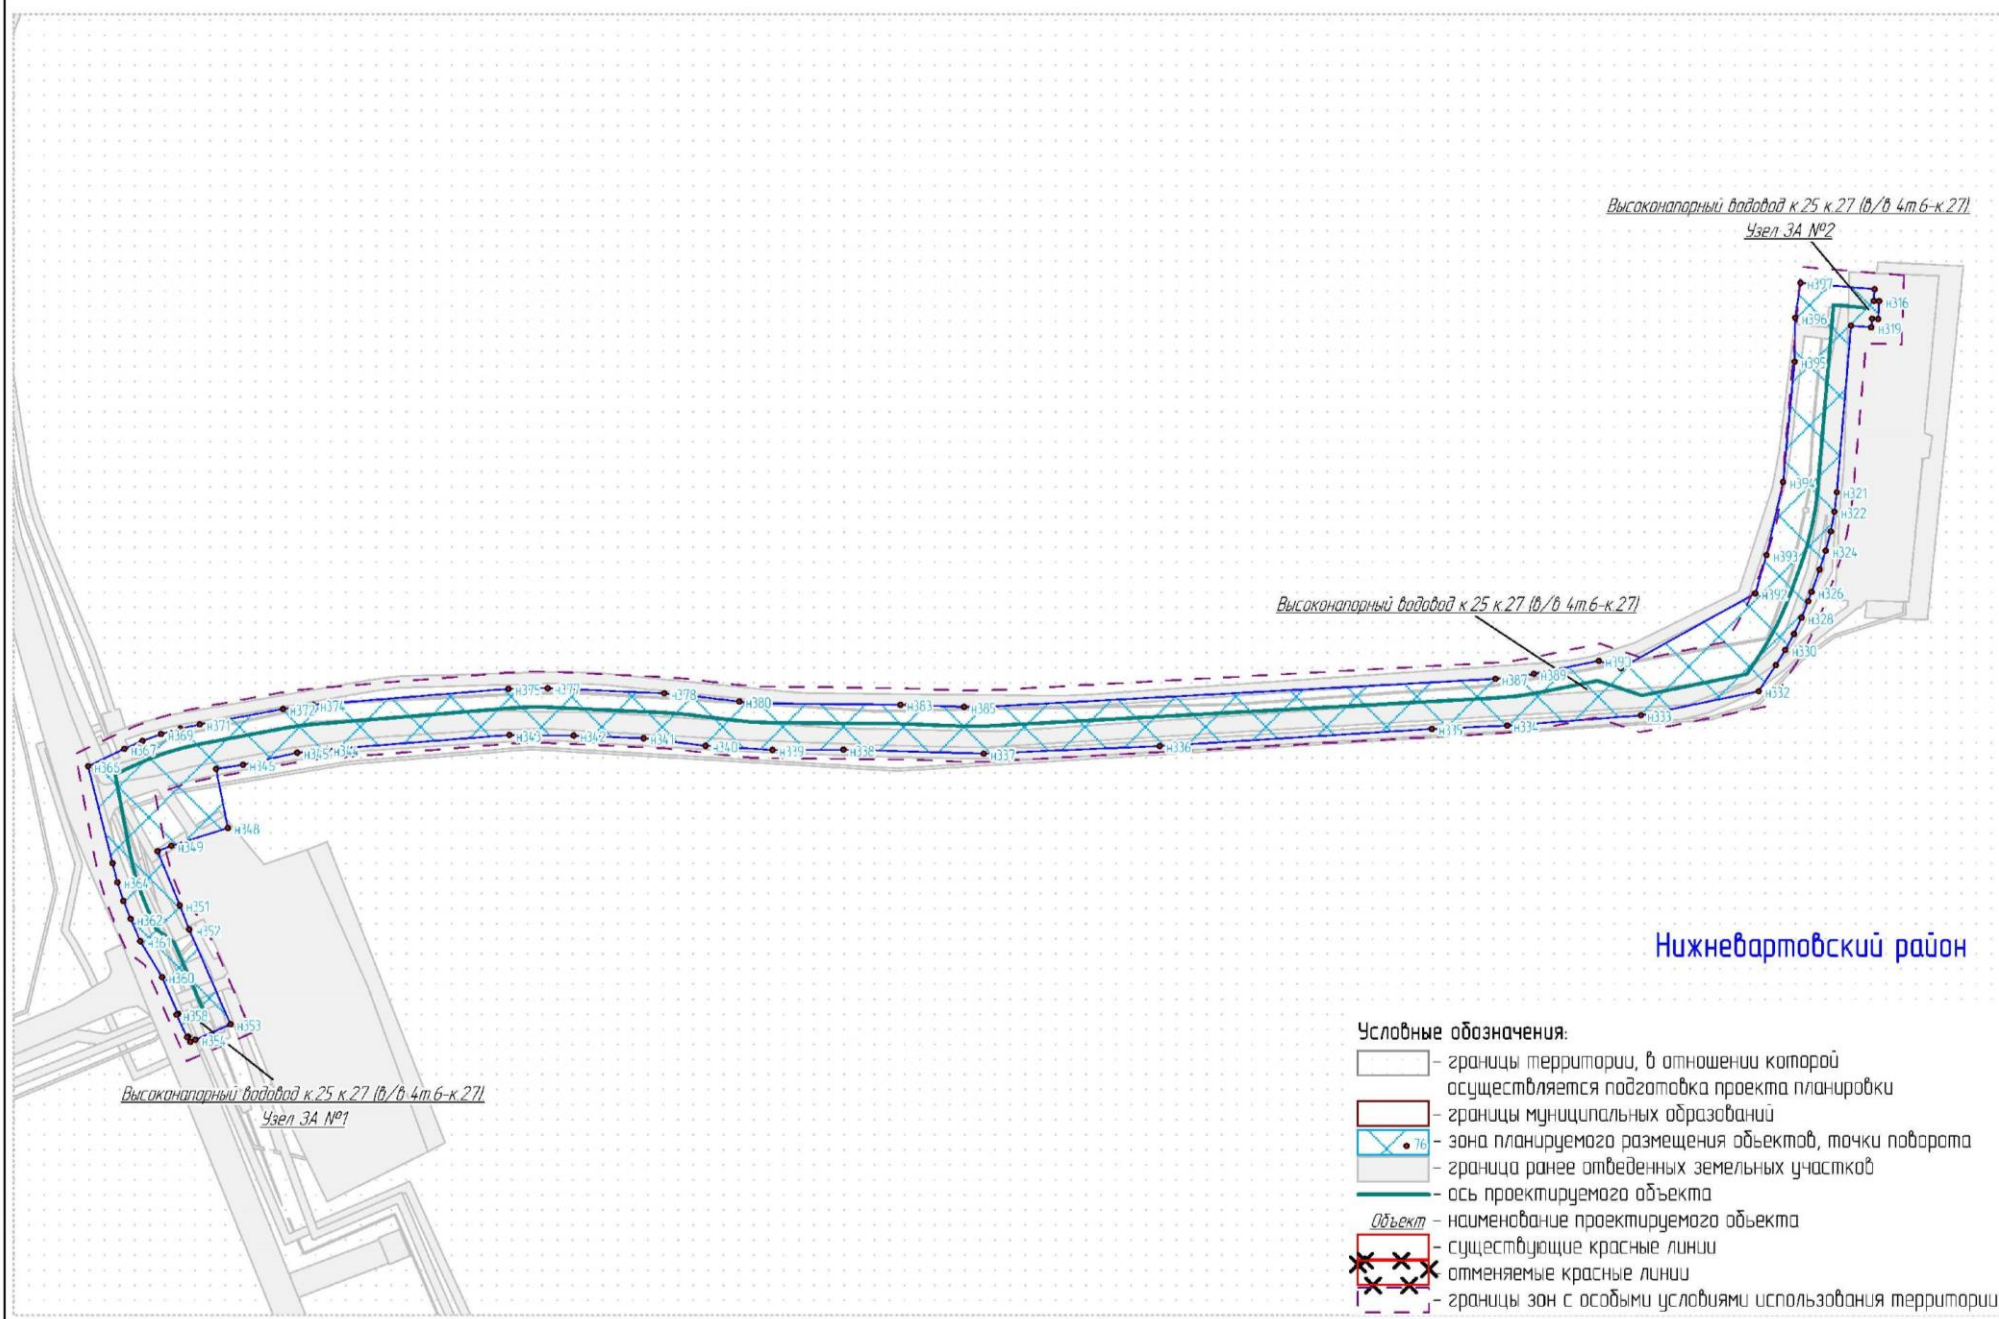 Высоконапорный водовод к.25 к.27 (в/в 4т.6-к.27).
Узел ЗА №2
н397
н316
н396
н319
н395
н394
н321
н322
н393
н324
н392
н326
н328
н330
н332
Высоконапорный водовод к.25 к.27 (в/в 4т.6-к.27)
н390
н389
н387
н333
н334
н335
н375
н377
н378
н380
н383
н385
н374
н372
н371
н369
н367
н365
н343
н342
н341
н340
н339
н338
н337
н336
н344
н345
н345
н348
н349
н364
н351
н362
н352
н361
н360
н358
н353
н354
Высоконапорный водовод к.25 к.27 (в/в 4т.6-к.27)
Узел ЗА №1
Нижневартовский район
Условные обозначения:
- границы территории, в отношении которой
осуществляется подготовка проекта планировки
- границы муниципальных образований
76 - зона планируемого размещения объектов, точки поворота
- граница ранее отведенных земельных участков
- ось проектируемого объекта
Объект - наименование проектируемого объекта
- существующие красные линии
отменяемые красные линии
- границы зон с особыми условиями использования территории